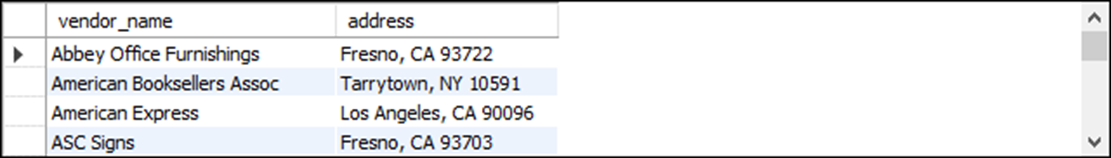 vendor_name address
Abbey Office Furnishings Fresno, CA 93722
American Booksellers Assoc Tarrytown, NY 10591
American Express Los Angeles, CA 90096
ASC Signs Fresno, CA 93703